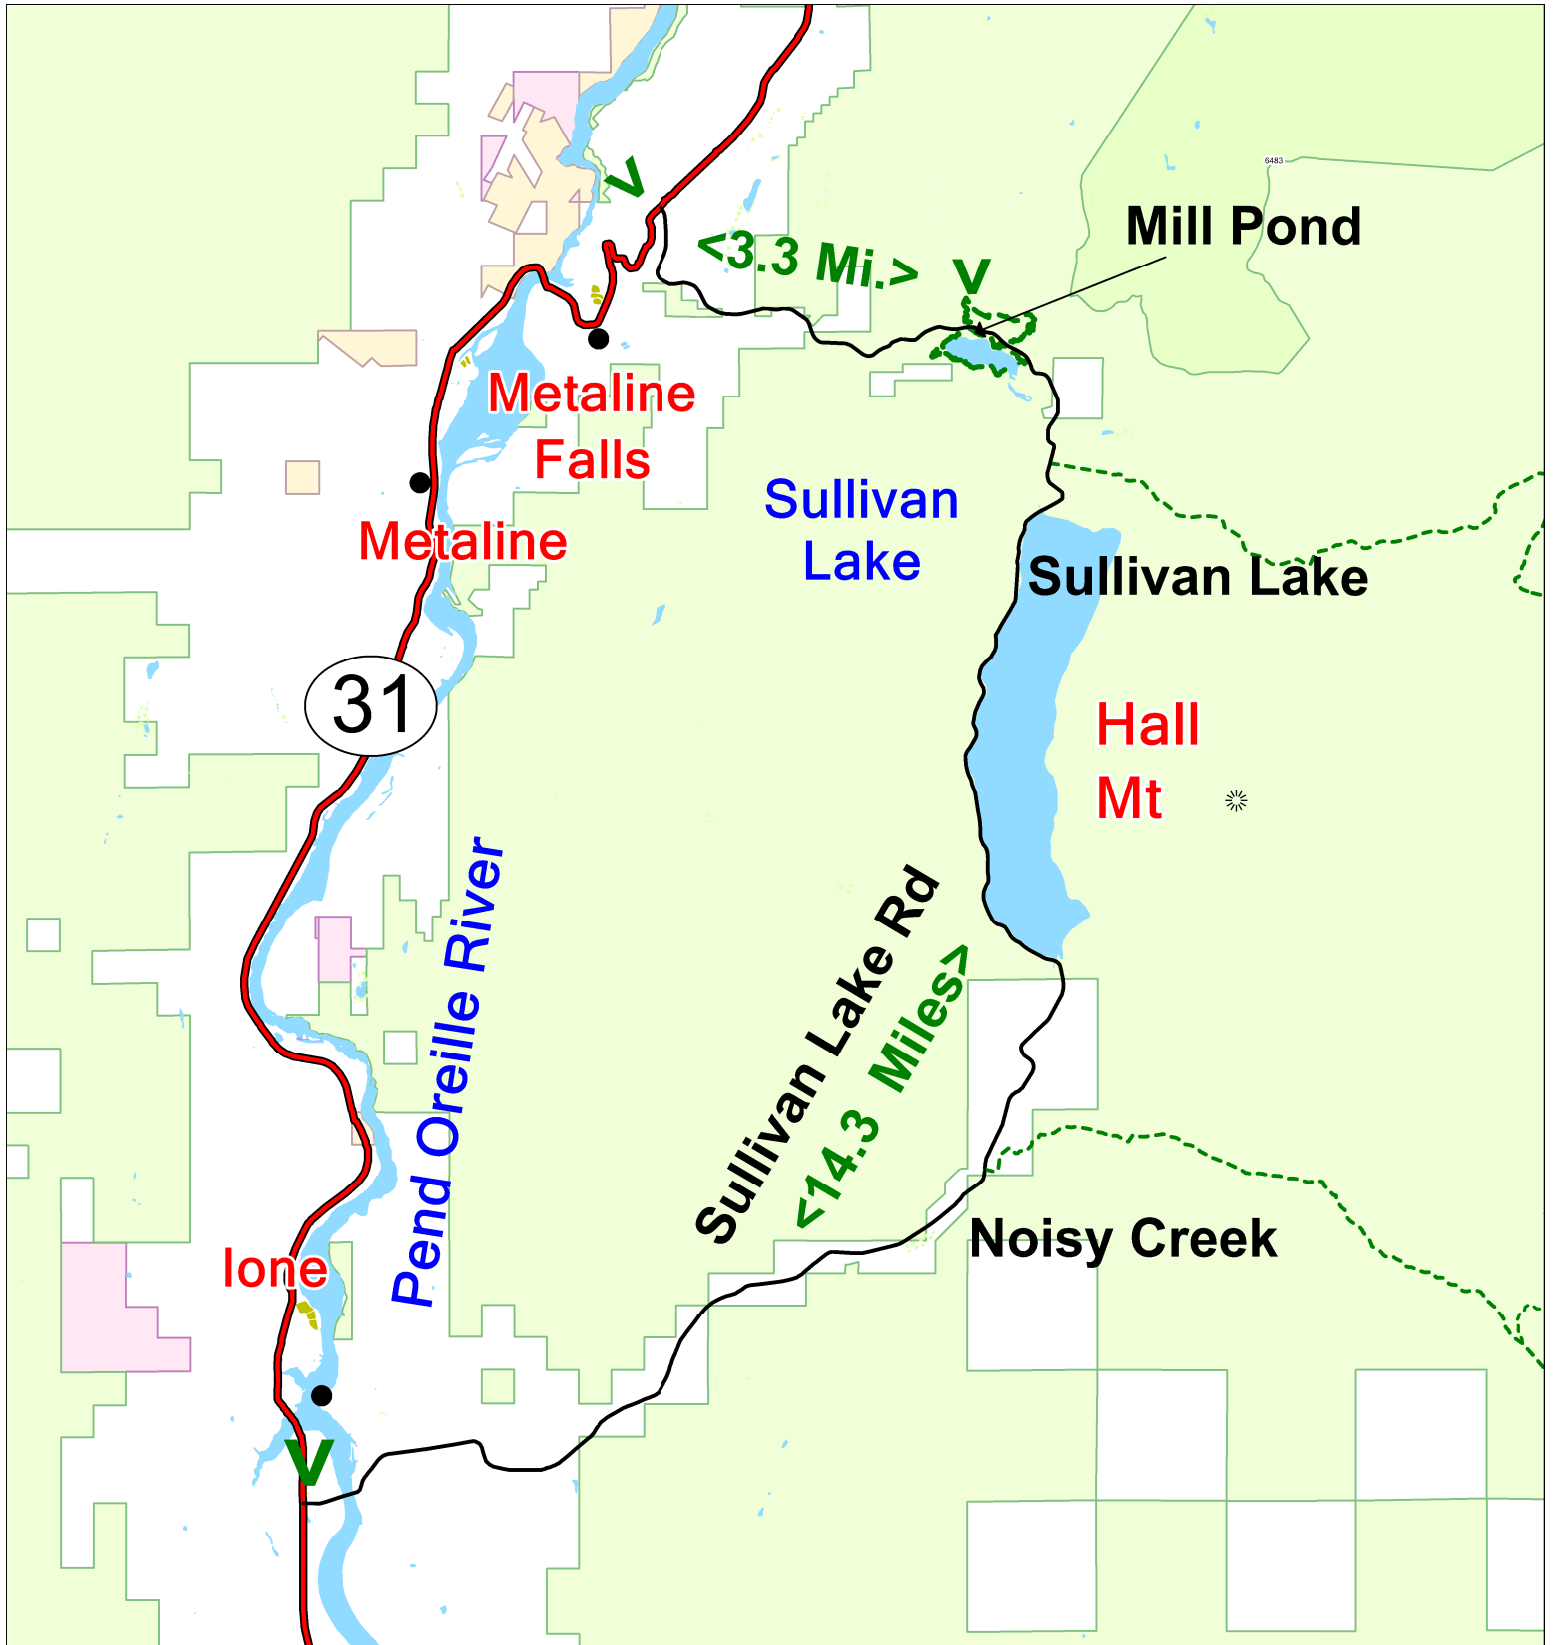 6483
Mill Pond
V
<3.3 Mi.>
V
Metaline
Falls
Sullivan
Lake
Metaline
Sullivan Lake
31
Hall
Mt
Pend Oreille River
Sullivan Lake Rd
<14.3 Miles>
Noisy Creek
Ione
V